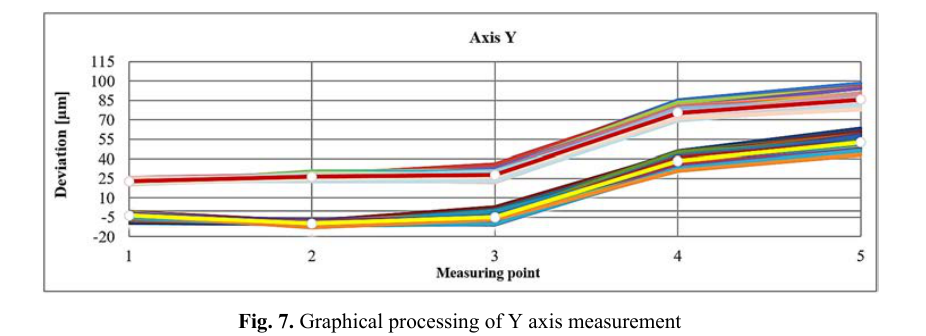 Axis Y
Deviation [µm]
115
100
85
70
55
40
25
10
-5
-20
1 2 3 4 5
Measuring point
Fig. 7. Graphical processing of Y axis measurement